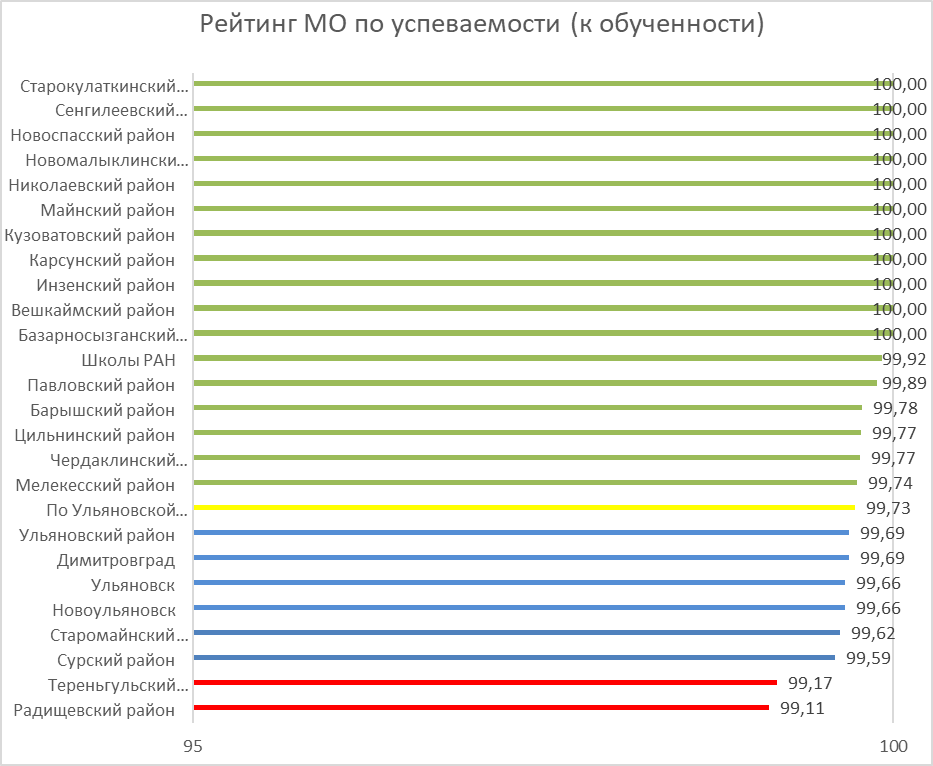 Рейтинг МО по успеваемости (к обученности)
Старокулаткинский... 100,00
Сенгилеевский... 100,00
Новоспасский район 100,00
Новомалыклински... 100,00
Николаевский район 100,00
Майнский район 100,00
Кузоватовский район 100,00
Карсунский район 100,00
Инзенский район 100,00
Вешкаймский район 100,00
Базарносызганский... 100,00
Школы РАН 99,92
Павловский район 99,89
Барышский район 99,78
Цильнинский район 99,77
Чердаклинский... 99,77
Мелекесский район 99,74
По Ульяновской... 99,73
Ульяновский район 99,69
Димитровград 99,69
Ульяновск 99,66
Новоульяновск 99,66
Старомайнский... 99,62
Сурский район 99,59
Тереньгульский... 99,17
Радищевский район 99,11
95 100